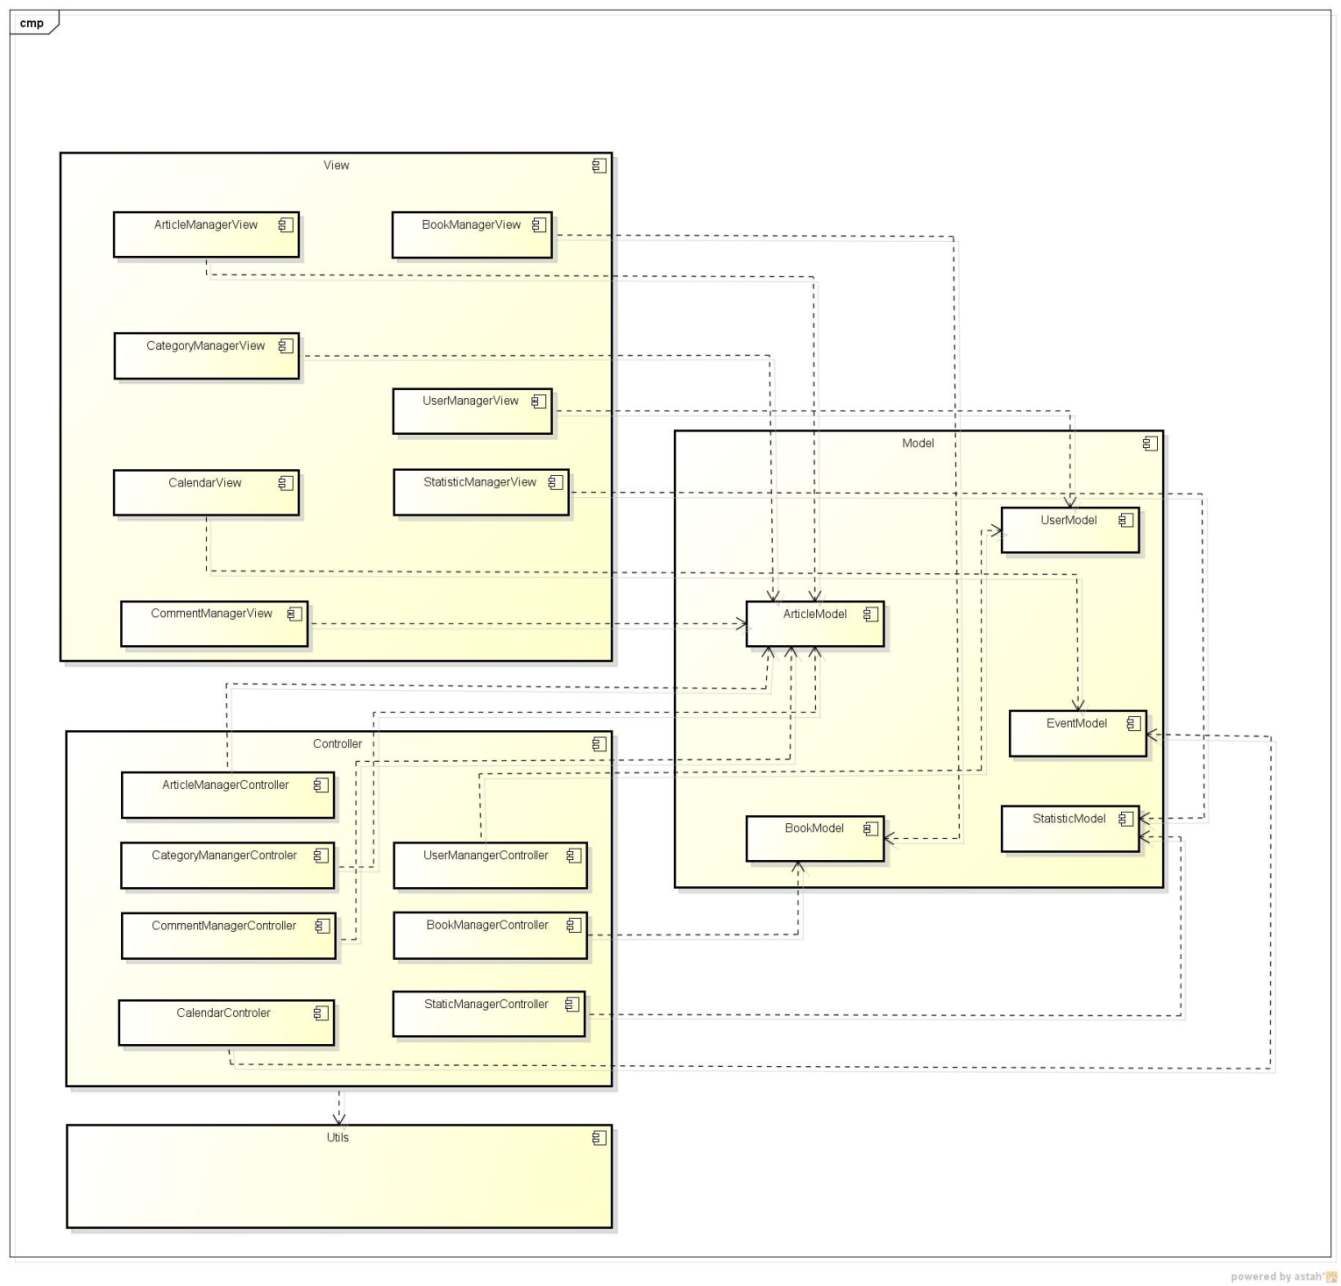 cmp
View
ArticleManagerView
BookManagerView
CategoryManagerView
UserManagerView
CalendarView
StatisticManagerView
CommentManagerView
Model
UserModel
ArticleModel
EventModel
BookModel
StatisticModel
Controller
ArticleManagerController
CategoryManangerControler
UserManangerController
CommentManagerController
BookManagerController
CalendarControler
StaticManagerController
Utils
powered by astah*